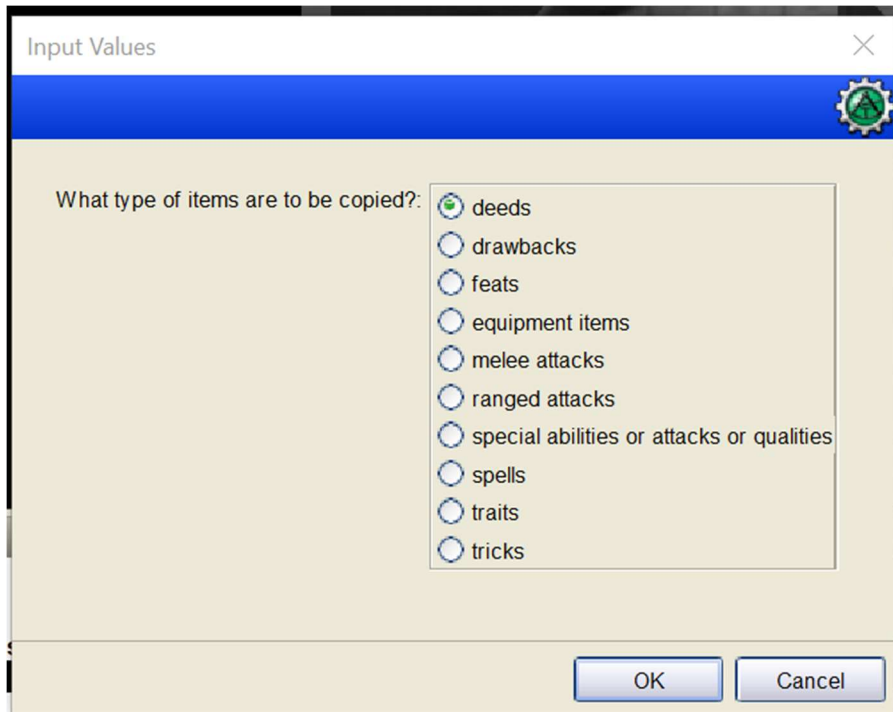 Input Values
What type of items are to be copied?:
deeds
drawbacks
feats
equipment items
melee attacks
ranged attacks
special abilities or attacks or qualities
spells
traits
tricks
OK
Cancel